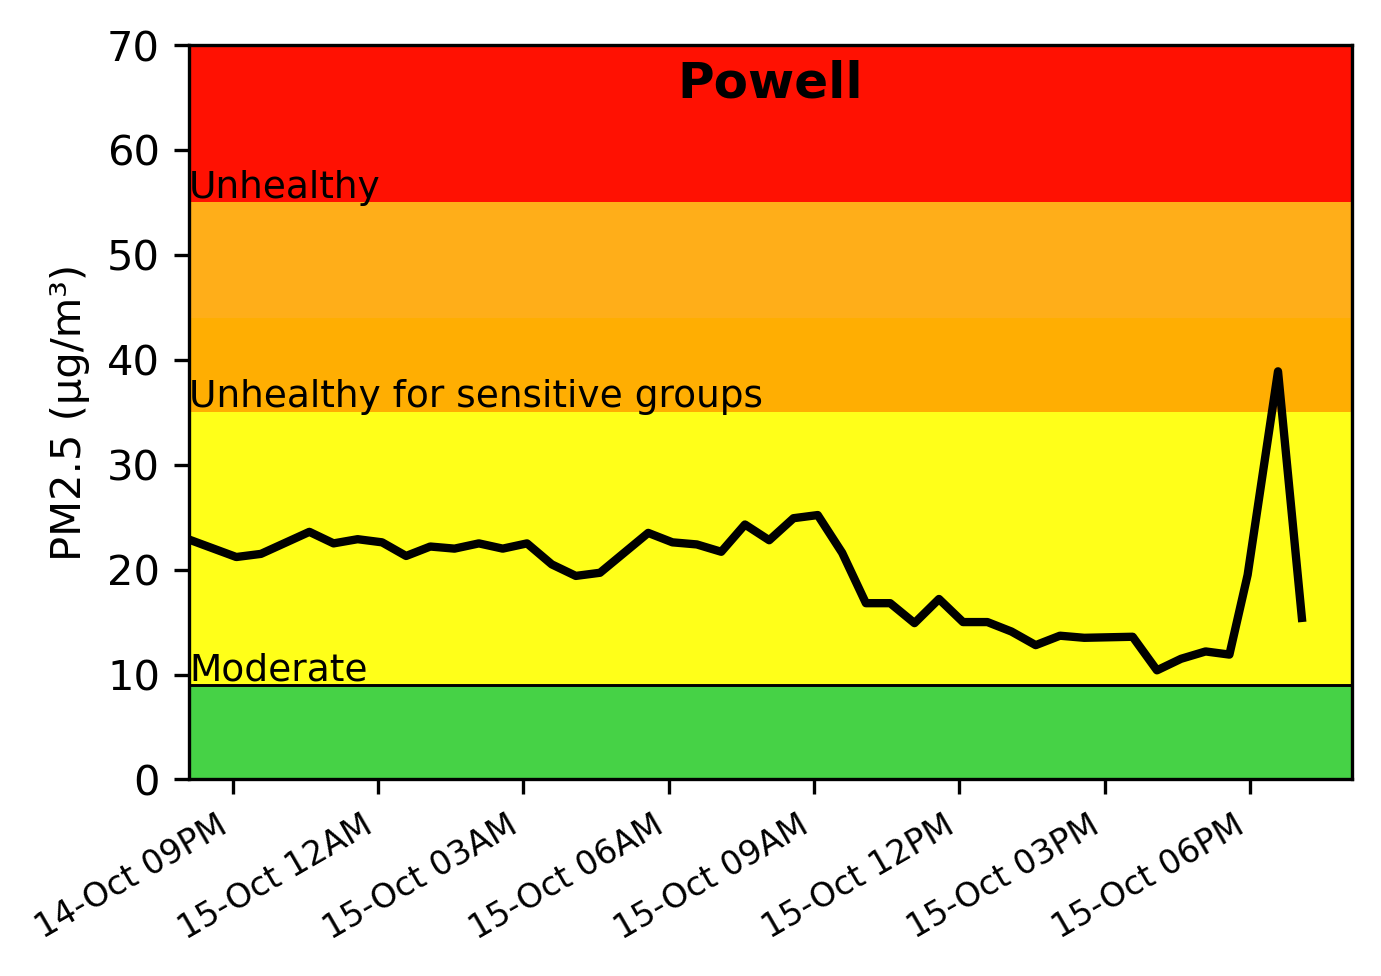 Powell
PM2.5 (µg/m³)
70
60
50
40
30
20
10
0
Unhealthy
Unhealthy for sensitive groups
Moderate
14-Oct 09PM
15-Oct 12AM
15-Oct 03AM
15-Oct 06AM
15-Oct 09AM
15-Oct 12PM
15-Oct 03PM
15-Oct 06PM